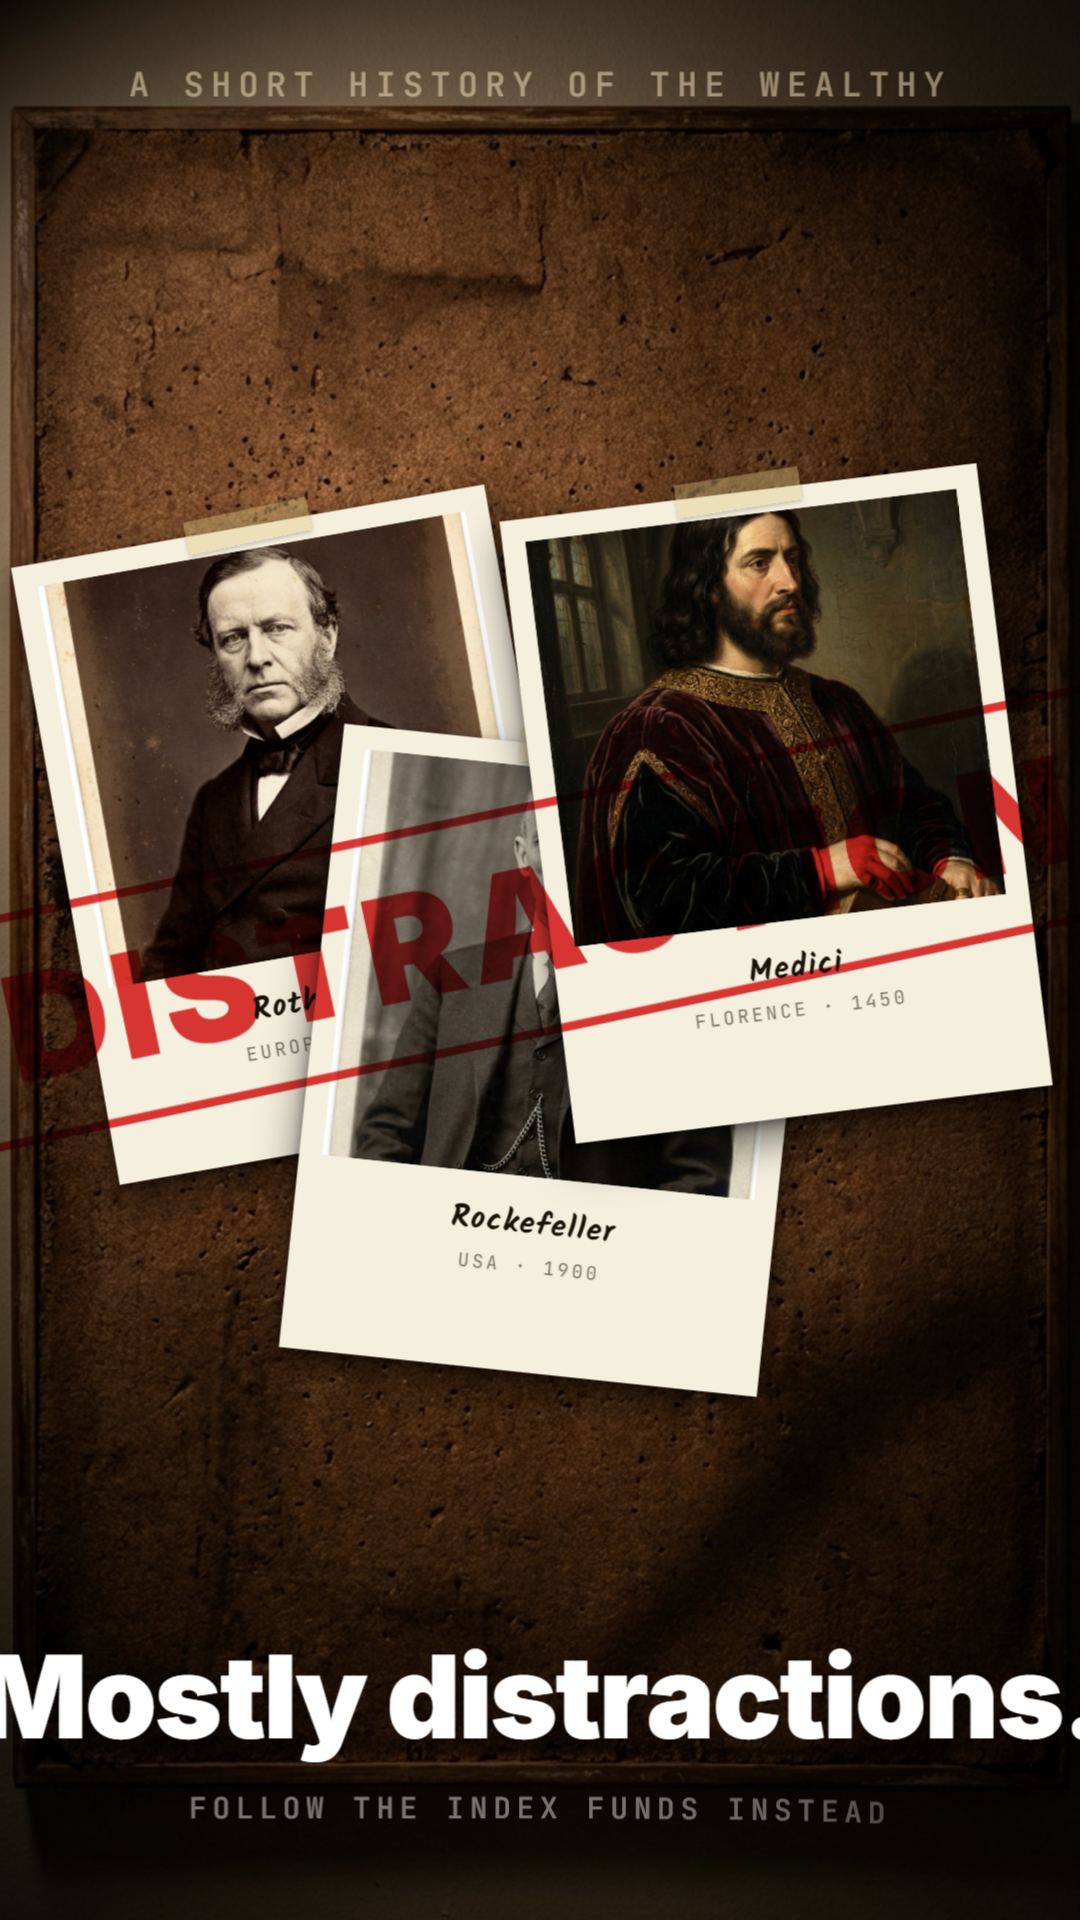 A SHORT HISTORY OF THE WEALTHY
Medici
FLORENCE · 1450
Rockefeller
USA · 1900
Mostly distractions.
FOLLOW THE INDEX FUNDS INSTEAD